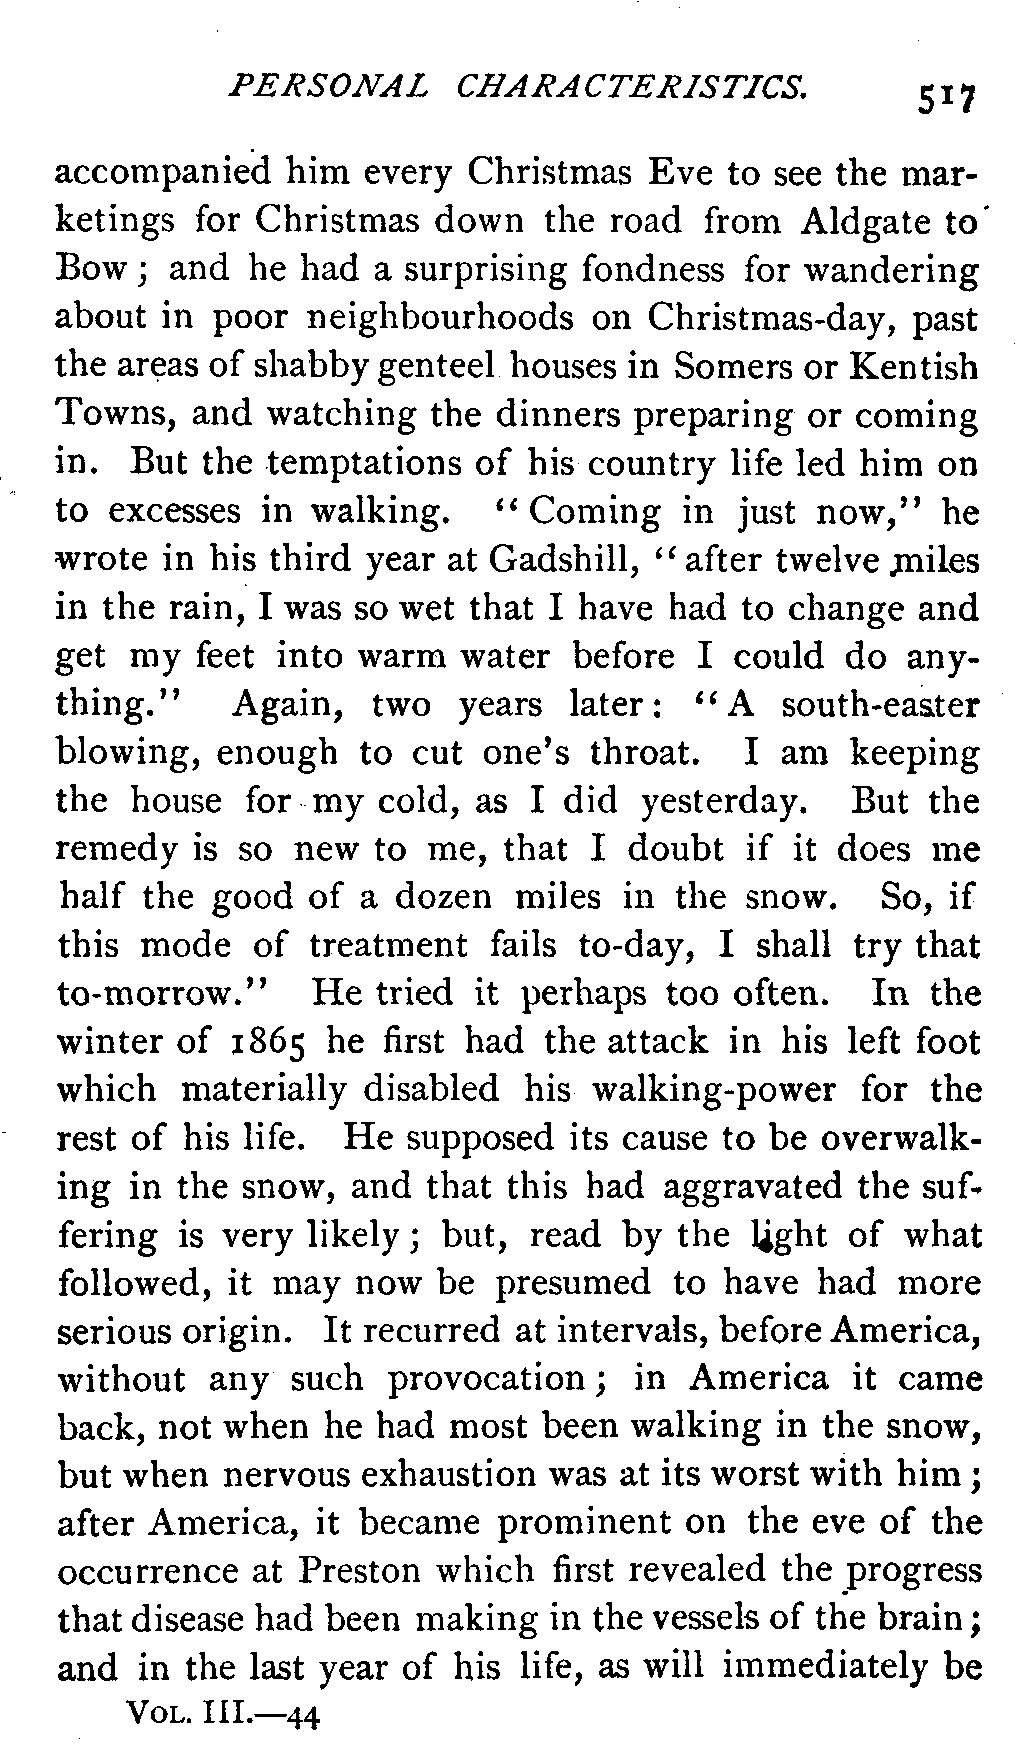 PERSONAL CHARACTERISTICS. 517
accompanied him every Christmas Eve to see the mar-
ketings for Christmas down the road from Aldgate to
Bow ; and he had a surprising fondness for wandering
about in poor neighbourhoods on Christmas-day, past
the areas of shabby genteel houses in Somers or Kentish
Towns, and watching the dinners preparing or coming
in. But the temptations of his country life led him on
to excesses in walking. “ Coming in just now,” he
wrote in his third year at Gadshill, “ after twelve miles
in the rain, I was so wet that I have had to change and
get my feet into warm water before I could do any-
thing.” Again, two years later : “ A south-easter
blowing, enough to cut one’s throat. I am keeping
the house for my cold, as I did yesterday. But the
remedy is so new to me, that I doubt if it does me
half the good of a dozen miles in the snow. So, if
this mode of treatment fails to-day, I shall try that
to-morrow.” He tried it perhaps too often. In the
winter of 1865 he first had the attack in his left foot
which materially disabled his walking-power for the
rest of his life. He supposed its cause to be overwalk-
ing in the snow, and that this had aggravated the suf-
fering is very likely ; but, read by the light of what
followed, it may now be presumed to have had more
serious origin. It recurred at intervals, before America,
without any such provocation ; in America it came
back, not when he had most been walking in the snow,
but when nervous exhaustion was at its worst with him ;
after America, it became prominent on the eve of the
occurrence at Preston which first revealed the progress
that disease had been making in the vessels of the brain ;
and in the last year of his life, as will immediately be
VOL. III.—44